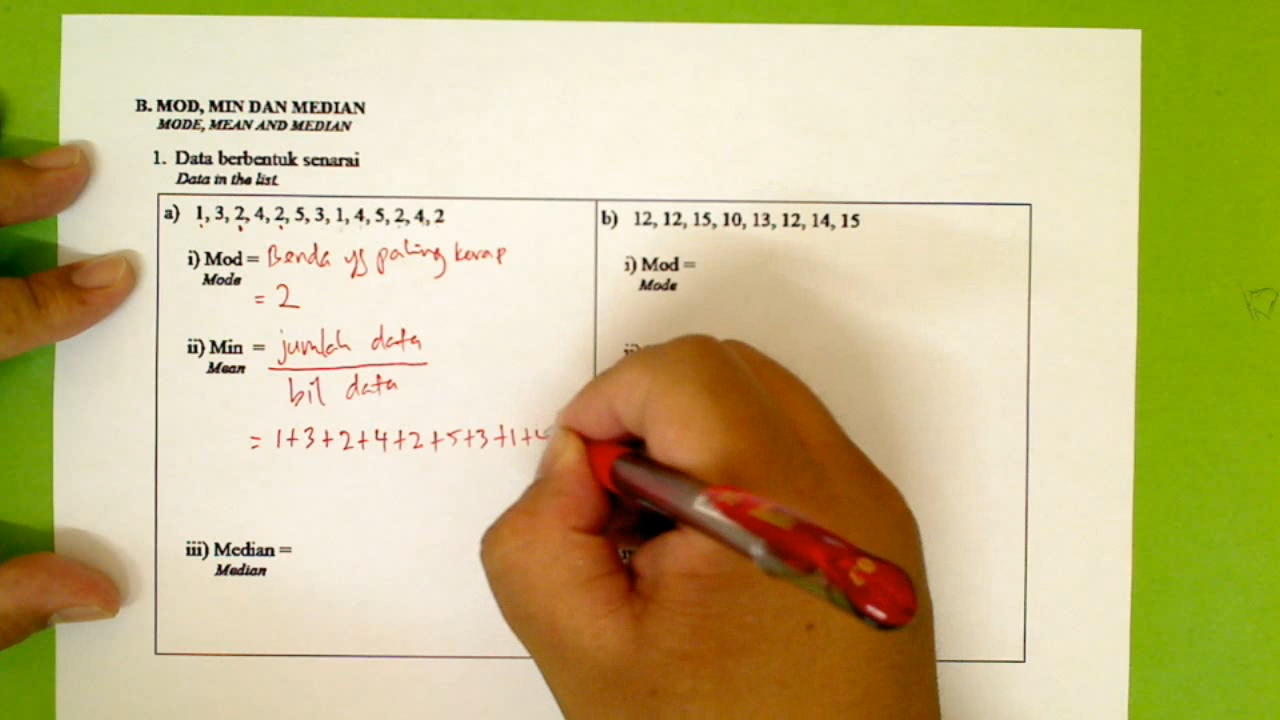 B. MOD, MIN DAN MEDIAN
MODE, MEAN AND MEDIAN
1. Data berbentuk senarai
Data in the list
a) 1, 3, 2, 4, 2, 5, 3, 1, 4, 5, 2, 4, 2
i) Mod = Benda yg paling kerap
Mode
= 2
ii) Min = jumlah data
Mean
bil data
= 1+3+2+4+2+5+3+1+4
iii) Median =
Median
b) 12, 12, 15, 10, 13, 12, 14, 15
i) Mod =
Mode